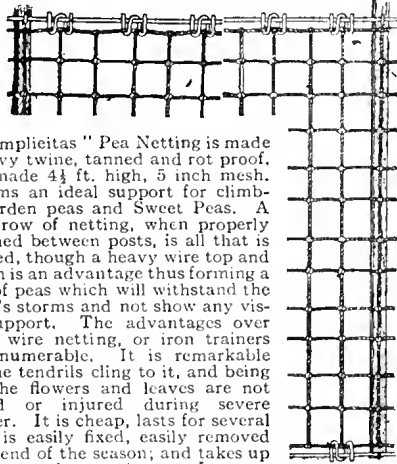 mplicitas " Pea Netting is made
vy twine, tanned and rot proof,
made 4½ ft. high, 5 inch mesh.
ms an ideal support for climb-
rden peas and Sweet Peas. A
row of netting, when properly
ned between posts, is all that is
ed, though a heavy wire top and
n is an advantage thus forming a
of peas which will withstand the
's storms and not show any vis-
upport. The advantages over
wire netting, or iron trainers
numerable. It is remarkable
he tendrils cling to it, and being
he flowers and leaves are not
d or injured during severe
er. It is cheap, lasts for several
is easily fixed, easily removed
end of the season; and takes up